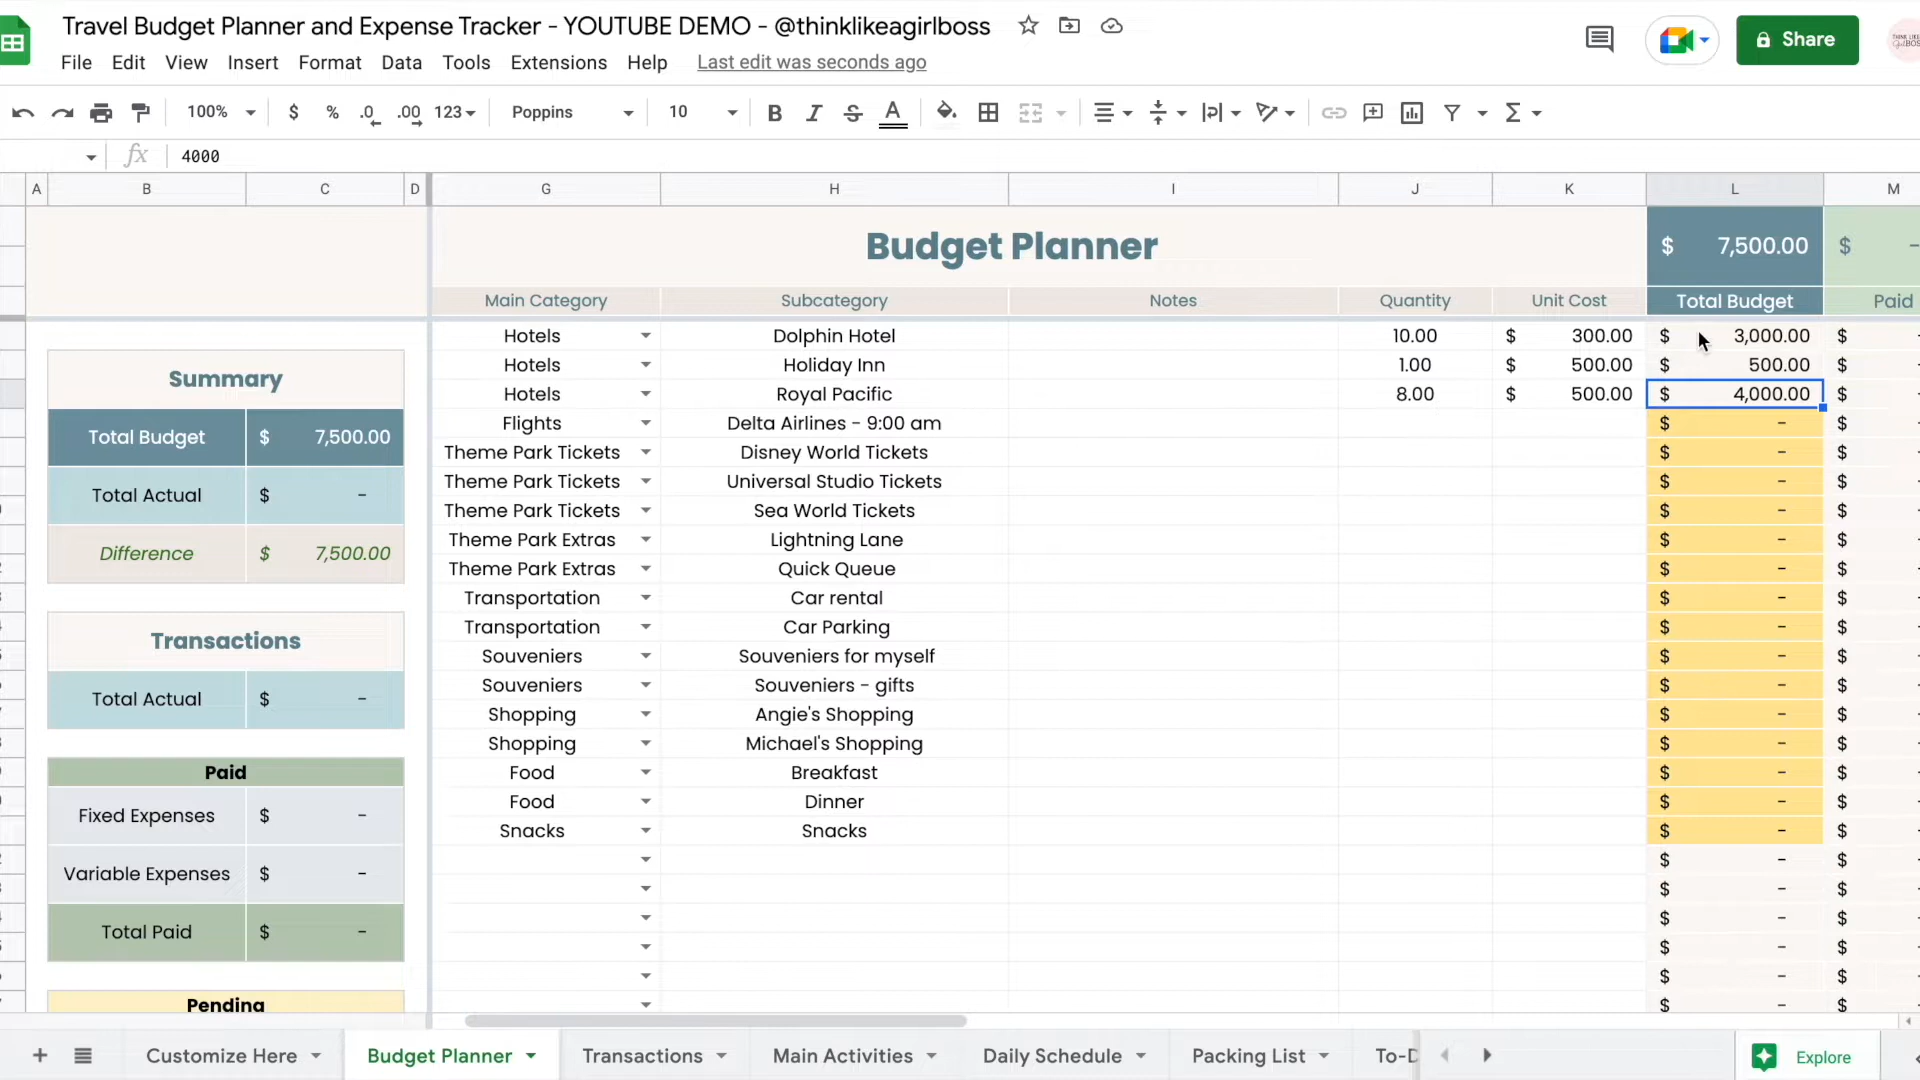 Travel Budget Planner and Expense Tracker - YOUTUBE DEMO - @thinklikeagirlboss
Share
File Edit View Insert Format Data Tools Extensions Help Last edit was seconds ago
100% $ % .0 .00 123 Poppins 10 B I S A
fx 4000
A B C D G H I J K L M
Budget Planner $ 7,500.00 $ -
Main Category Subcategory Notes Quantity Unit Cost Total Budget Paid
Hotels Dolphin Hotel 10.00 $ 300.00 $ 3,000.00 $
Hotels Holiday Inn 1.00 $ 500.00 $ 500.00 $
Hotels Royal Pacific 8.00 $ 500.00 $ 4,000.00 $
Flights Delta Airlines - 9:00 am $ - $
Theme Park Tickets Disney World Tickets $ - $
Theme Park Tickets Universal Studio Tickets $ - $
Theme Park Tickets Sea World Tickets $ - $
Theme Park Extras Lightning Lane $ - $
Theme Park Extras Quick Queue $ - $
Transportation Car rental $ - $
Transportation Car Parking $ - $
Souveniers Souveniers for myself $ - $
Souveniers Souveniers - gifts $ - $
Shopping Angie's Shopping $ - $
Shopping Michael's Shopping $ - $
Food Breakfast $ - $
Food Dinner $ - $
Snacks Snacks $ - $
$ - $
$ - $
$ - $
$ - $
$ - $
$ - $
Summary
Total Budget $ 7,500.00
Total Actual $ -
Difference $ 7,500.00
Transactions
Total Actual $ -
Paid
Fixed Expenses $ -
Variable Expenses $ -
Total Paid $ -
Pending
Customize Here Budget Planner Transactions Main Activities Daily Schedule Packing List To-D Explore